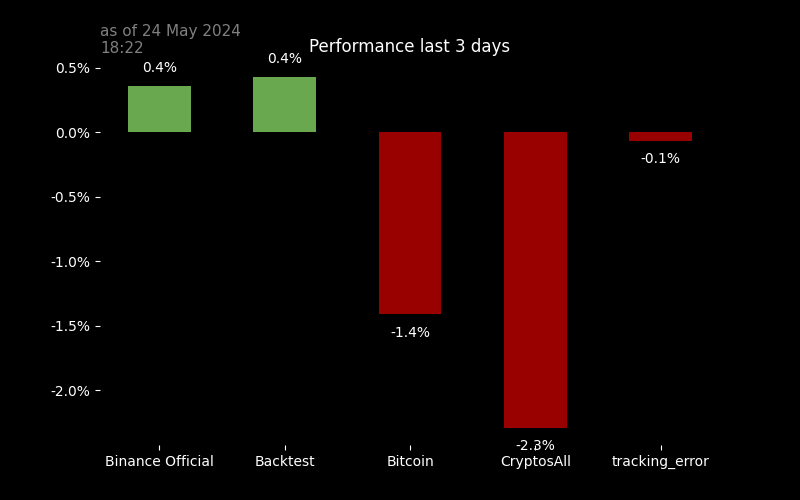 as of 24 May 2024
18:22
Performance last 3 days
0.5%
0.0%
-0.5%
-1.0%
-1.5%
-2.0%
0.4%
0.4%
-1.4%
-2.3%
-0.1%
Binance Official
Backtest
Bitcoin
CryptosAll
tracking_error